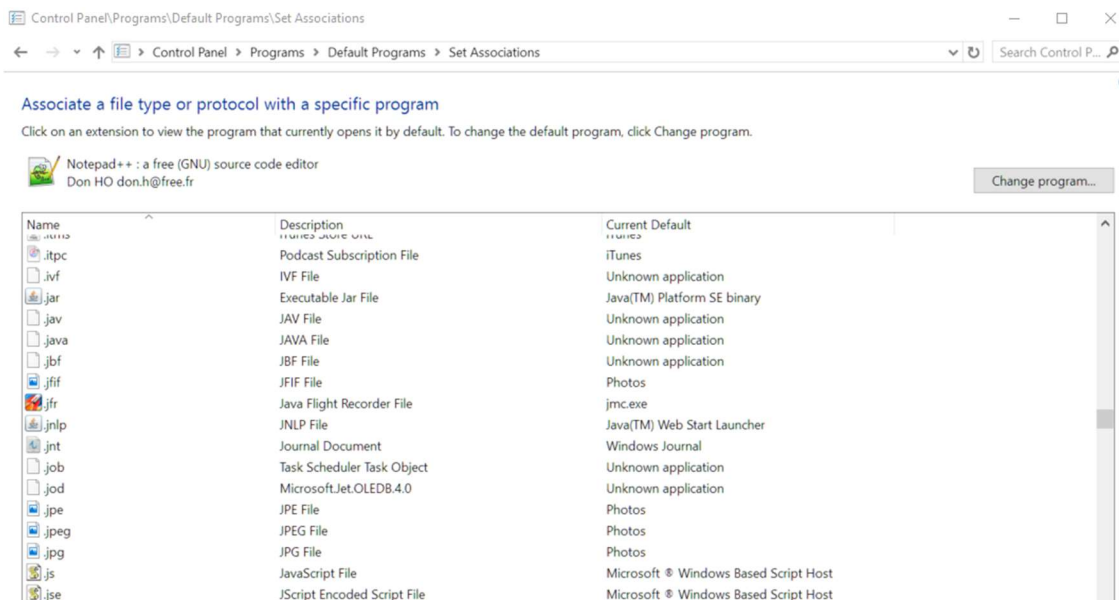 Control Panel\Programs\Default Programs\Set Associations
Control Panel > Programs > Default Programs > Set Associations
Search Control P...
Associate a file type or protocol with a specific program
Click on an extension to view the program that currently opens it by default. To change the default program, click Change program.
Notepad++ : a free (GNU) source code editor
Don HO don.h@free.fr
Change program...
Name Description Current Default
.itms iTunes Store URL iTunes
.itpc Podcast Subscription File iTunes
.ivf IVF File Unknown application
.jar Executable Jar File Java(TM) Platform SE binary
.jav JAV File Unknown application
.java JAVA File Unknown application
.jbf JBF File Unknown application
.jfif JFIF File Photos
.jfr Java Flight Recorder File jmc.exe
.jnlp JNLP File Java(TM) Web Start Launcher
.jnt Journal Document Windows Journal
.job Task Scheduler Task Object Unknown application
.jod Microsoft.Jet.OLEDB.4.0 Unknown application
.jpe JPE File Photos
.jpeg JPEG File Photos
.jpg JPG File Photos
.js JavaScript File Microsoft ® Windows Based Script Host
.jse JScript Encoded Script File Microsoft ® Windows Based Script Host